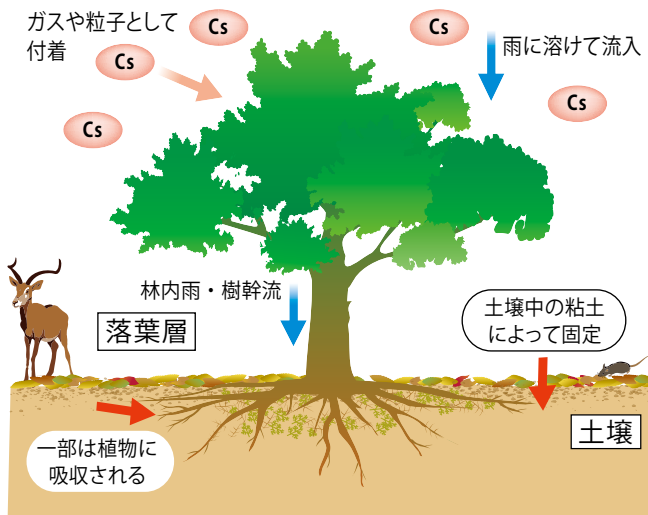 ガスや粒子として
付着
Cs
Cs
Cs
雨に溶けて流入
Cs
Cs
林内雨・樹幹流
落葉層
土壌中の粘土
によって固定
土壌
一部は植物に
吸収される